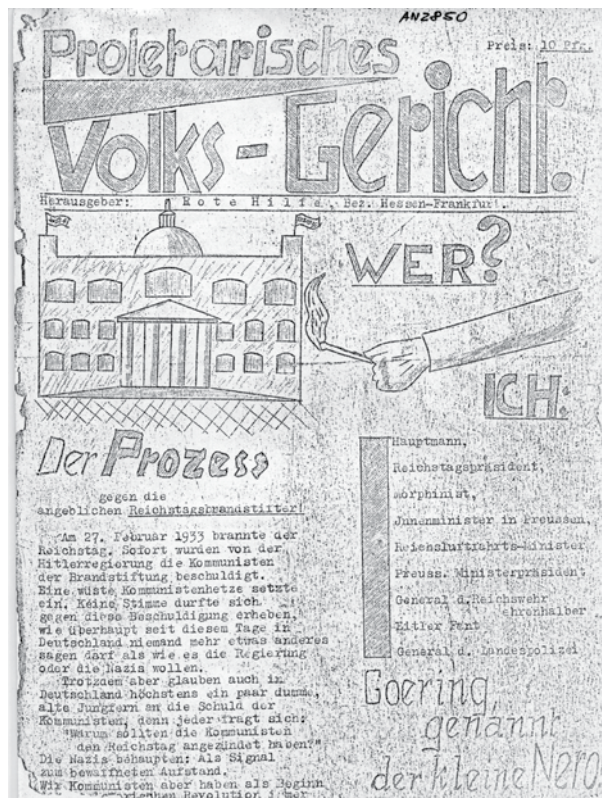 AN2850
Proletarisches
Preis: 10 Pfg.
Volks-Gericht.
Herausgeber: Rote Hilfe, Bez. Hessen-Frankfurt.
WER?
ICH:
Der Prozess
gegen die
angeblichen Reichstagsbrandstifter!
Am 27. Februar 1933 brannte der
Reichstag. Sofort wurden von der
Hitlerregierung die Kommunisten
der Brandstiftung beschuldigt.
Eine wüste Kommunistenhetze setzte
ein. Keine Stimme durfte sich
gegen diese Beschuldigung erheben,
wie überhaupt seit diesem Tage in
Deutschland niemand mehr etwas anderes
sagen darf als wie es die Regierung
oder die Nazis wollen.
Trotzdem aber glauben auch in
Deutschland höchstens ein paar dumme,
alte Jungfern an die Schuld der
Kommunisten, denn jeder fragt sich:
"Warum sollten die Kommunisten
den Reichstag angezündet haben?"
Die Nazis behaupten: Als Signal
zum bewaffneten Aufstand.
Wir Kommunisten aber haben als Beginn
Revolution immer
Hauptmann,
Reichstagspräsident,
Morphinist,
Innenminister in Preussen,
Reichsluftfahrts-Minister
Preuss. Ministerpräsident
General d. Reichswehr
ehrenhalber
General d. Landespolizei
Goering,
genannt
der kleine Nero.